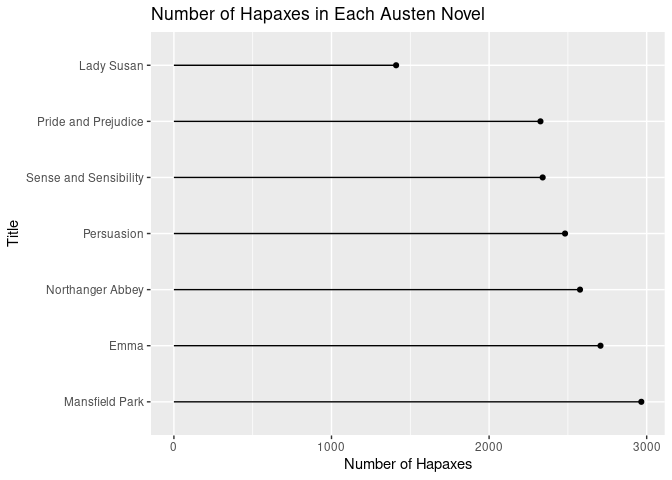 Number of Hapaxes in Each Austen Novel
Lady Susan
Pride and Prejudice
Sense and Sensibility
Persuasion
Northanger Abbey
Emma
Mansfield Park
Title
0 1000 2000 3000
Number of Hapaxes